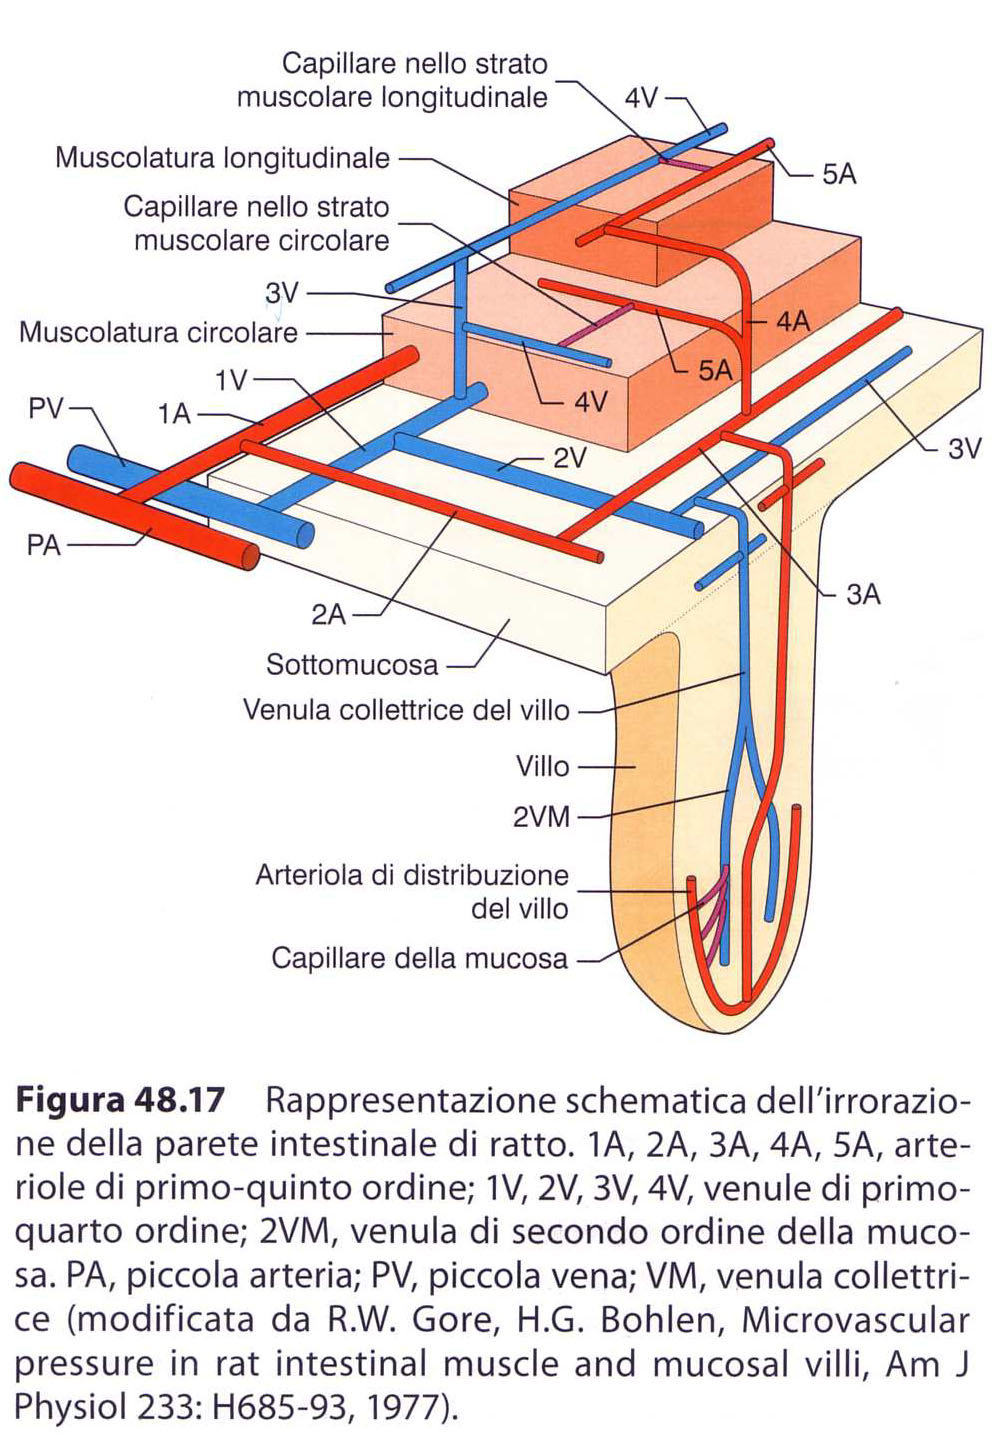 Capillare nello strato
muscolare longitudinale
4V
Muscolatura longitudinale
5A
Capillare nello strato
muscolare circolare
3V
4A
Muscolatura circolare
5A
1V
4V
PV
1A
2V
3V
PA
3A
2A
Sottomucosa
Venula collettrice del villo
Villo
2VM
Arteriola di distribuzione
del villo
Capillare della mucosa
Figura 48.17 Rappresentazione schematica dell'irrorazio-
ne della parete intestinale di ratto. 1A, 2A, 3A, 4A, 5A, arte-
riole di primo-quinto ordine; 1V, 2V, 3V, 4V, venule di primo-
quarto ordine; 2VM, venula di secondo ordine della muco-
sa. PA, piccola arteria; PV, piccola vena; VM, venula collettri-
ce (modificata da R.W. Gore, H.G. Bohlen, Microvascular
pressure in rat intestinal muscle and mucosal villi, Am J
Physiol 233: H685-93, 1977).